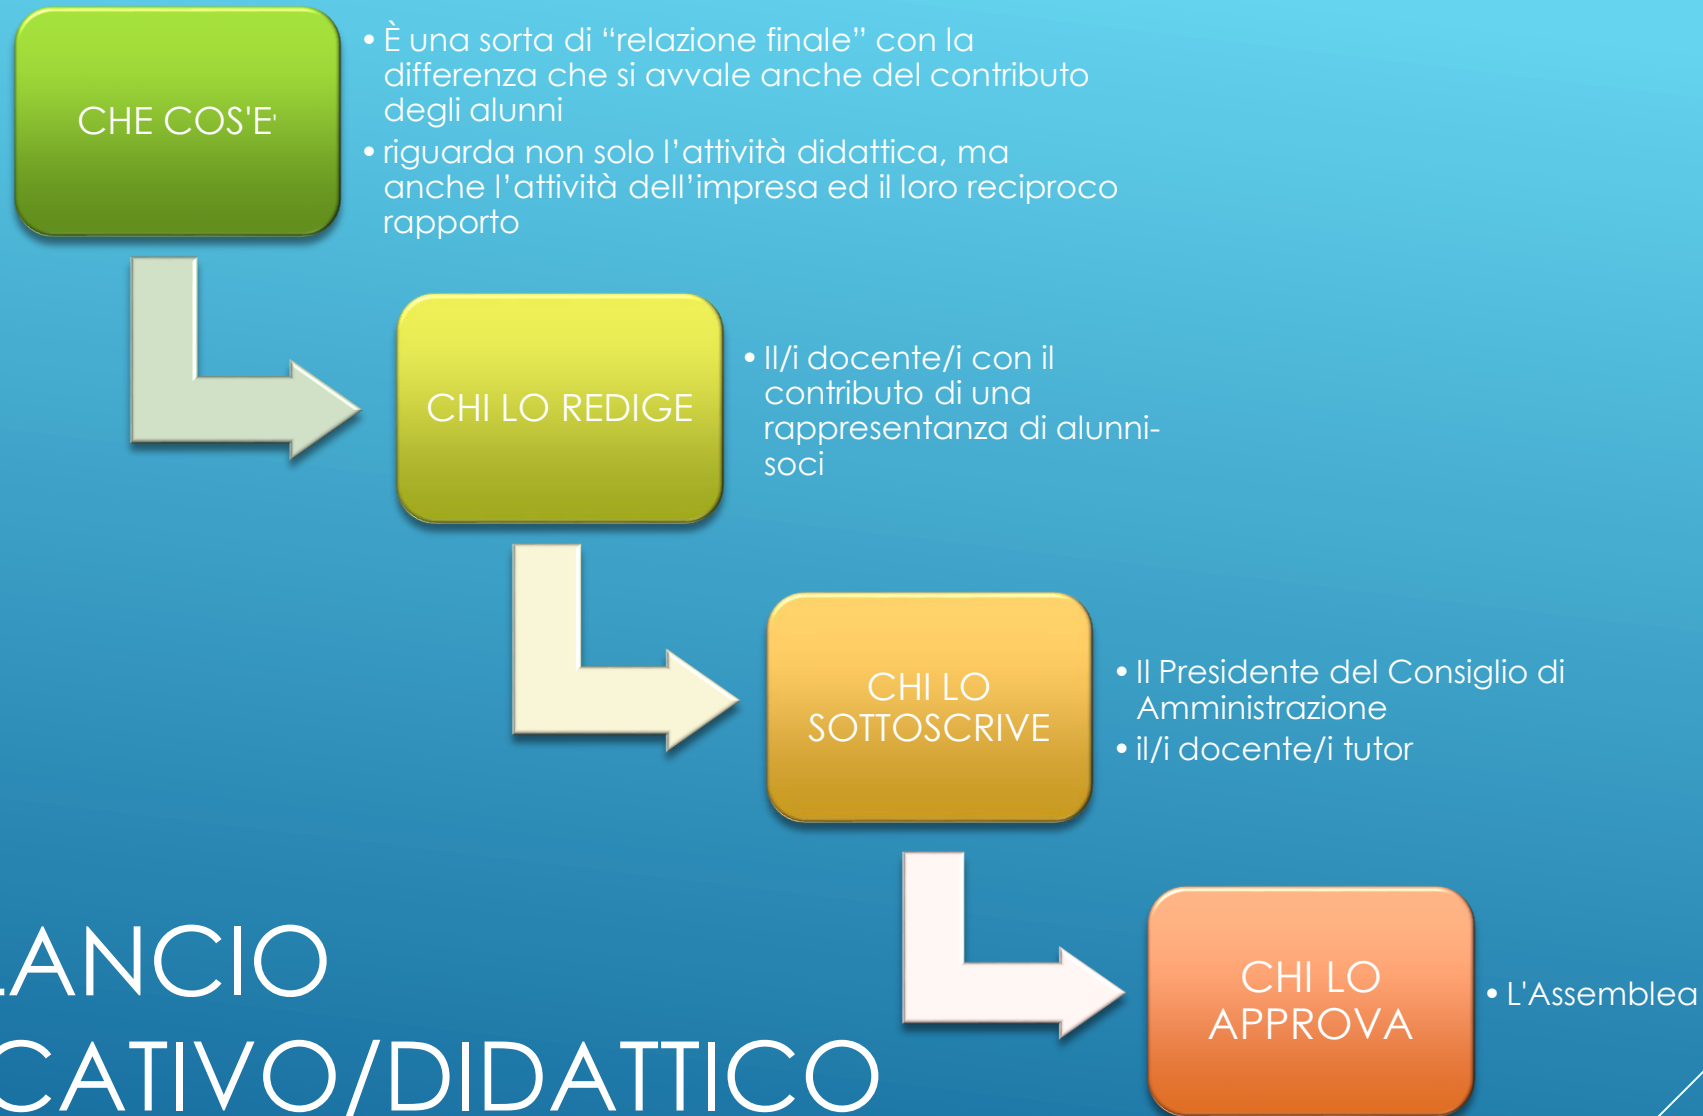 CHE COS'E'
• È una sorta di “relazione finale” con la
differenza che si avvale anche del contributo
degli alunni
• riguarda non solo l’attività didattica, ma
anche l’attività dell’impresa ed il loro reciproco
rapporto
CHI LO REDIGE
• Il/i docente/i con il
contributo di una
rappresentanza di alunni-
soci
CHI LO
SOTTOSCRIVE
• Il Presidente del Consiglio di
Amministrazione
• il/i docente/i tutor
CHI LO
APPROVA
• L'Assemblea
LANCIO
CATIVO/DIDATTICO